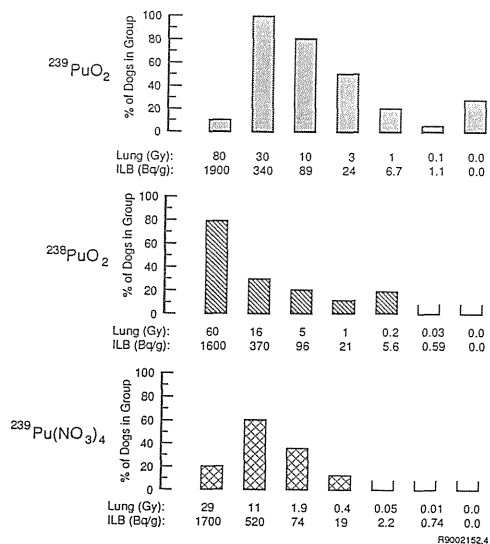 % of Dogs in Group
100
80
60
40
20
0
²³⁹PuO₂
Lung (Gy): 80 30 10 3 1 0.1 0.0
ILB (Bq/g): 1900 340 89 24 6.7 1.1 0.0
% of Dogs in Group
100
80
60
40
20
0
²³⁸PuO₂
Lung (Gy): 60 16 5 1 0.2 0.03 0.0
ILB (Bq/g): 1600 370 96 21 5.6 0.59 0.0
% of Dogs in Group
100
80
60
40
20
0
²³⁹Pu(NO₃)₄
Lung (Gy): 29 11 1.9 0.4 0.05 0.01 0.0
ILB (Bq/g): 1700 520 74 19 2.2 0.74 0.0
R9002152.4